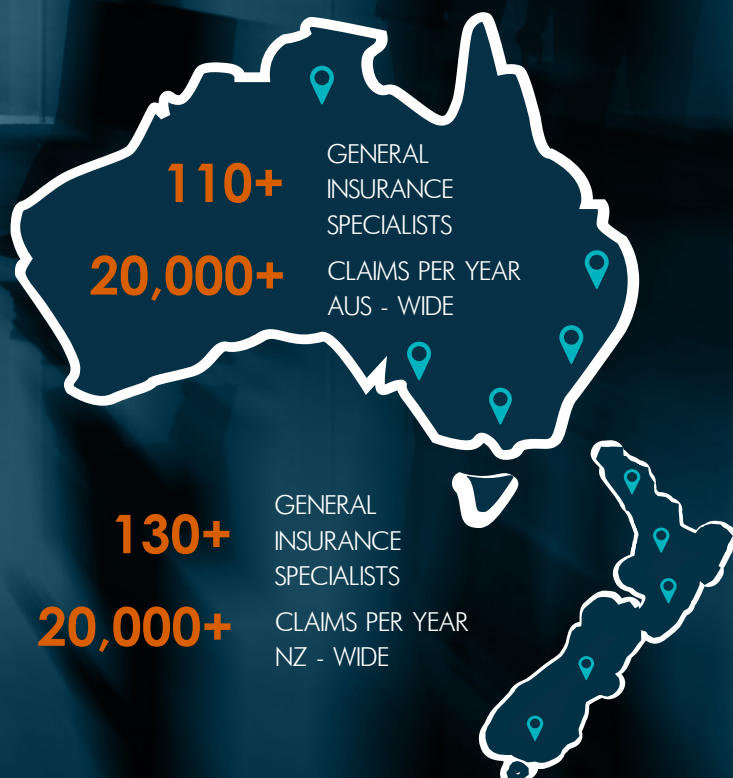 110+
GENERAL
INSURANCE
SPECIALISTS
20,000+
CLAIMS PER YEAR
AUS - WIDE
130+
GENERAL
INSURANCE
SPECIALISTS
20,000+
CLAIMS PER YEAR
NZ - WIDE